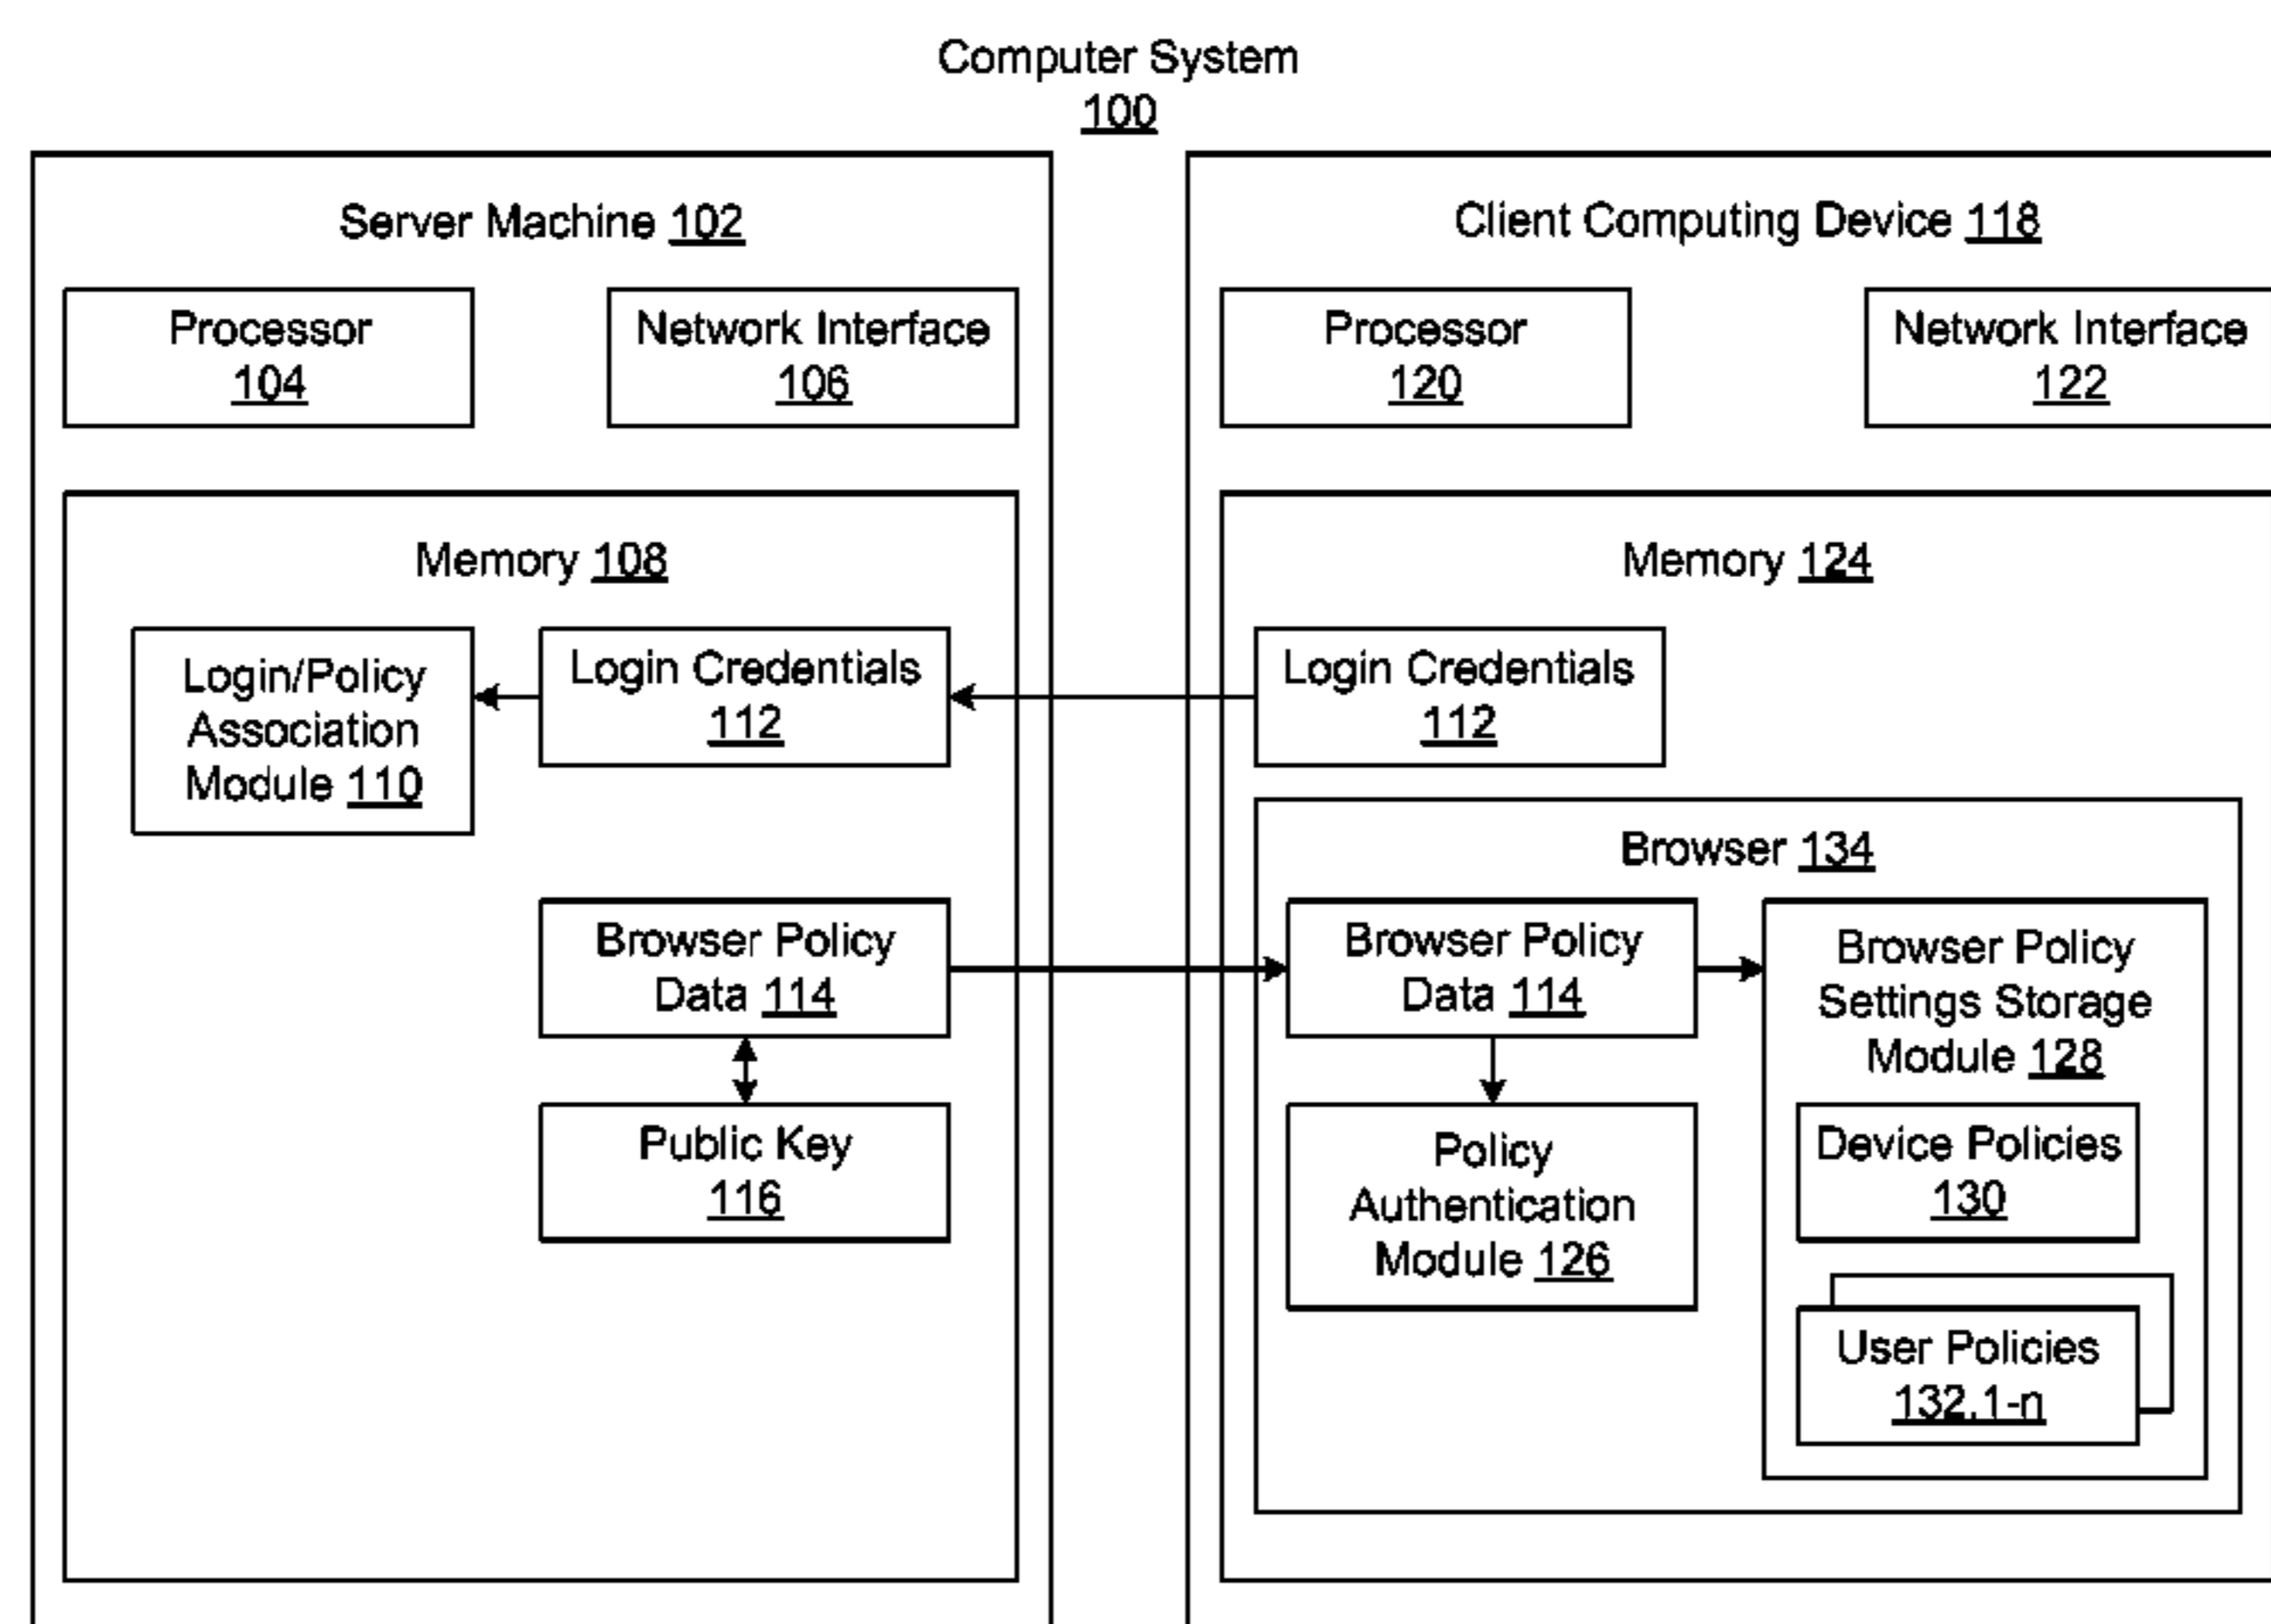 Computer System
100
Server Machine 102
Processor
104
Network Interface
106
Memory 108
Login/Policy
Association
Module 110
Login Credentials
112
Browser Policy
Data 114
Public Key
116
Client Computing Device 118
Processor
120
Network Interface
122
Memory 124
Login Credentials
112
Browser 134
Browser Policy
Data 114
Policy
Authentication
Module 126
Browser Policy
Settings Storage
Module 128
Device Policies
130
User Policies
132.1-n